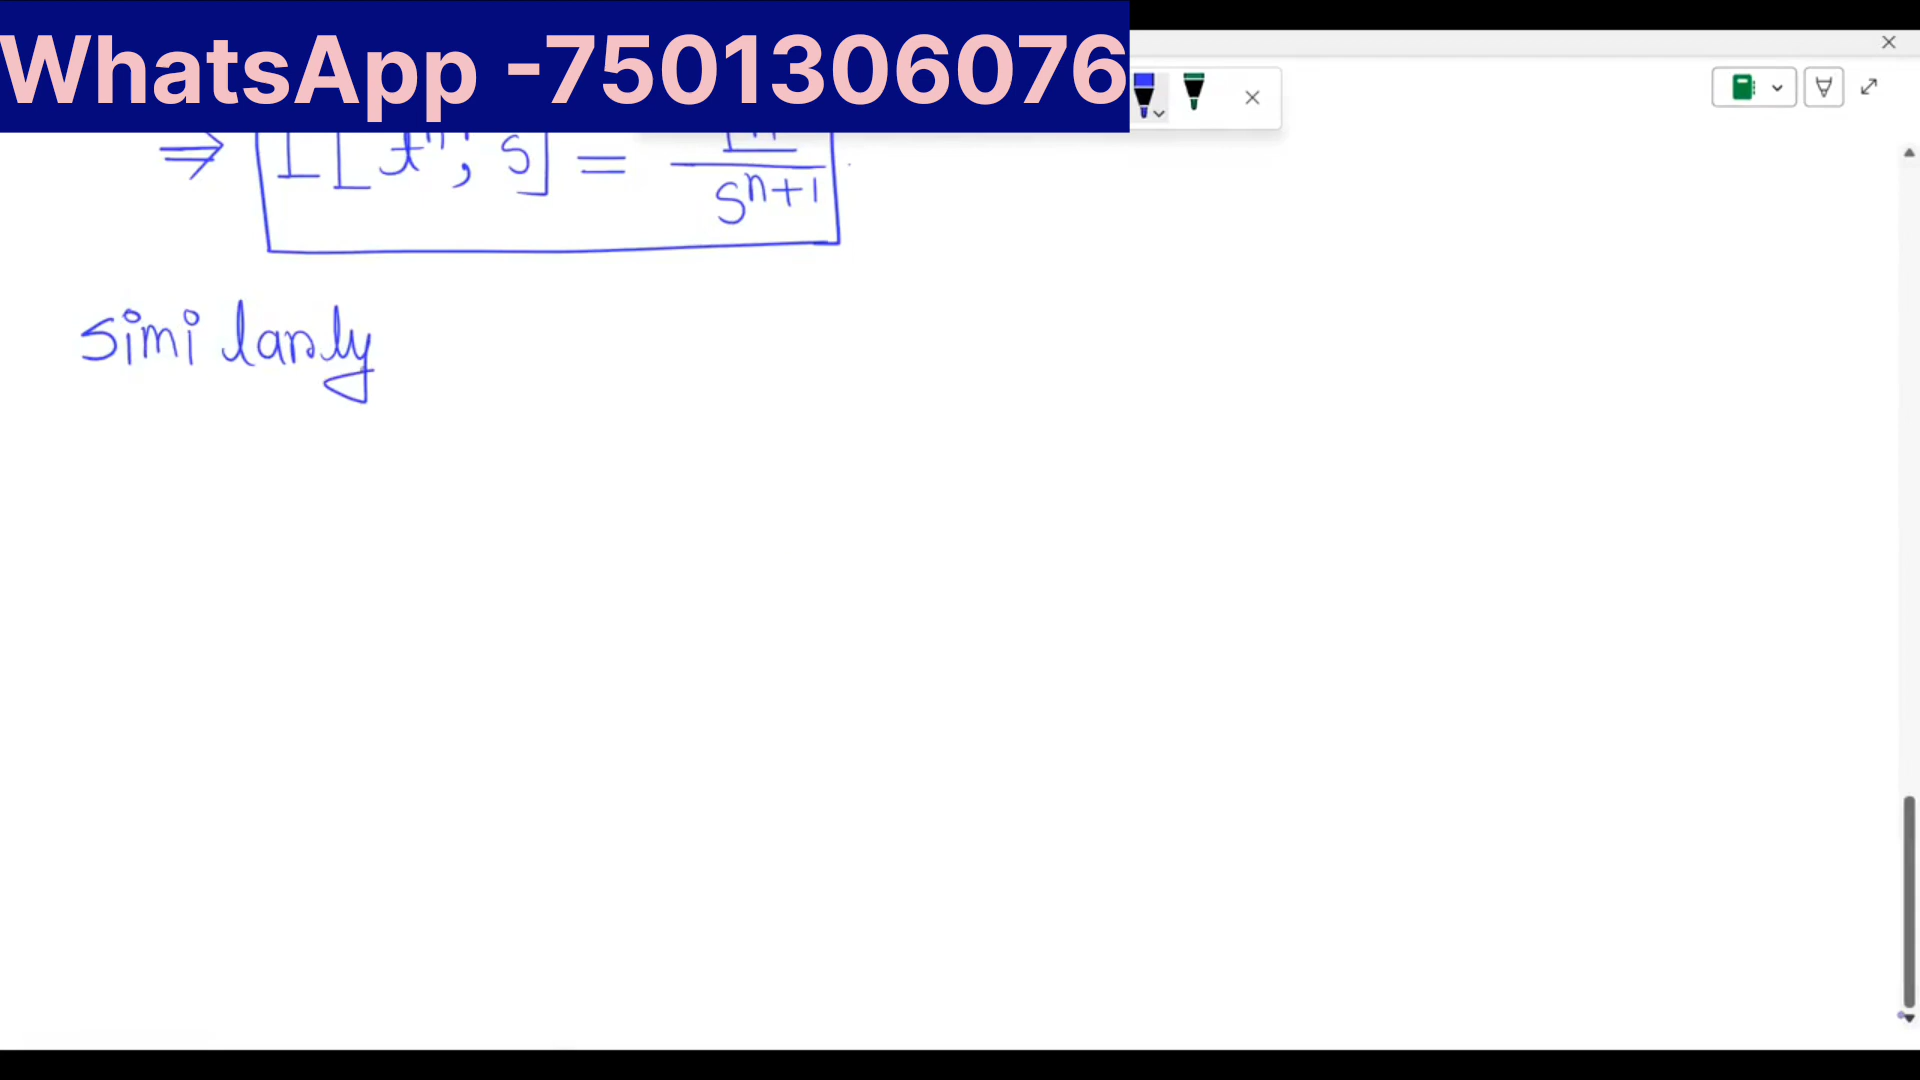 WhatsApp -7501306076
⇒ L[tⁿ; s] = ⌊n / sⁿ⁺¹
Similarly